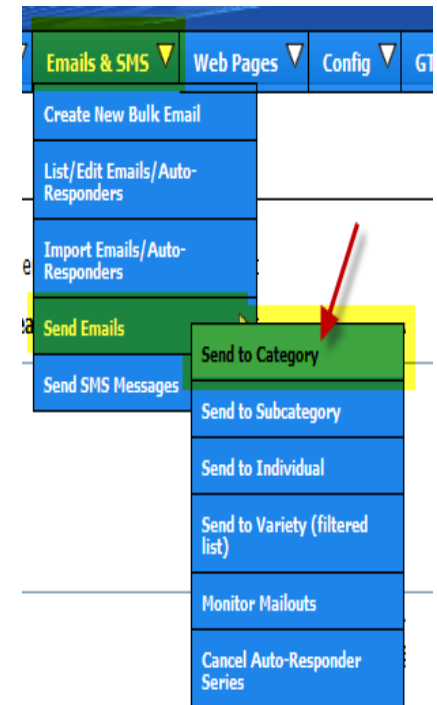 Emails & SMS Web Pages Config GT
Create New Bulk Email
List/Edit Emails/Auto-
Responders
Import Emails/Auto-
Responders
Send Emails
Send to Category
Send SMS Messages
Send to Subcategory
Send to Individual
Send to Variety (filtered
list)
Monitor Mailouts
Cancel Auto-Responder
Series